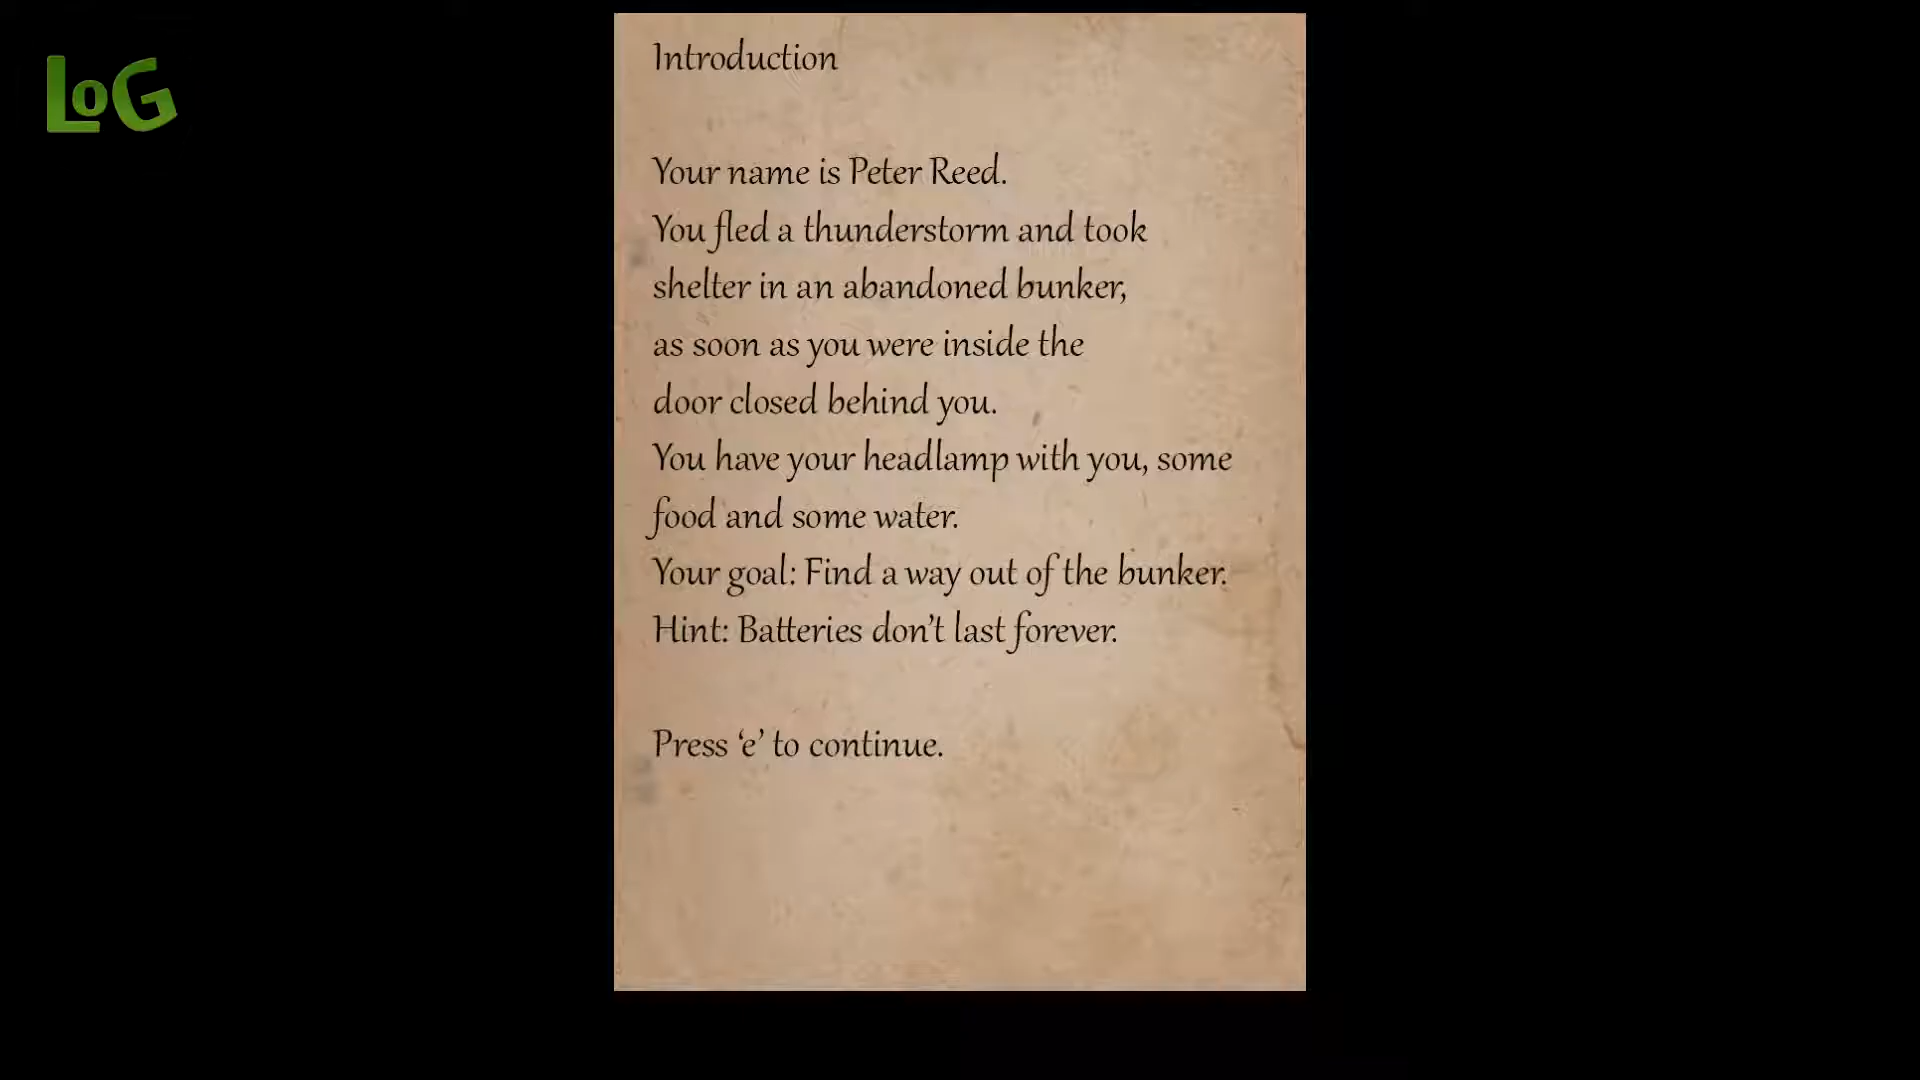 LoG
Introduction
Your name is Peter Reed.
You fled a thunderstorm and took
shelter in an abandoned bunker,
as soon as you were inside the
door closed behind you.
You have your headlamp with you, some
food and some water.
Your goal: Find a way out of the bunker.
Hint: Batteries don’t last forever.
Press ‘e’ to continue.